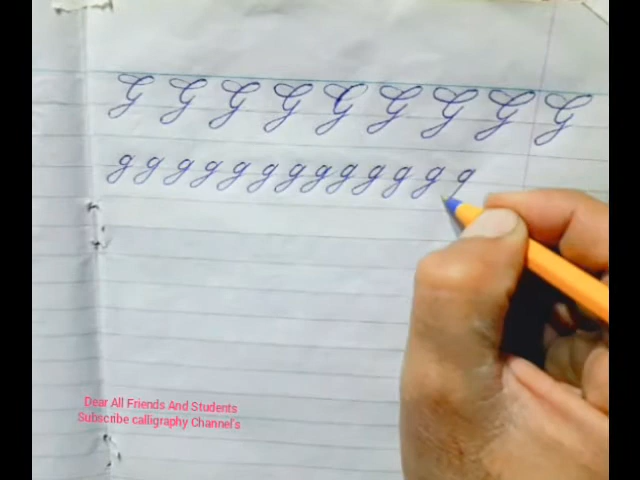 G G G G G G G G G
g g g g g g g g g g g g g
Dear All Friends And Students
Subscribe calligraphy Channel's